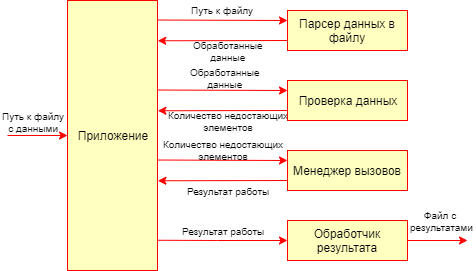 Путь к файлу
Парсер данных в
файлу
Обработанные
данные
Обработанные
данные
Проверка данных
Путь к файлу
с данными
Приложение
Количество недостающих
элементов
Количество недостающих
элементов
Менеджер вызовов
Результат работы
Файл с
результатами
Результат работы
Обработчик
результата